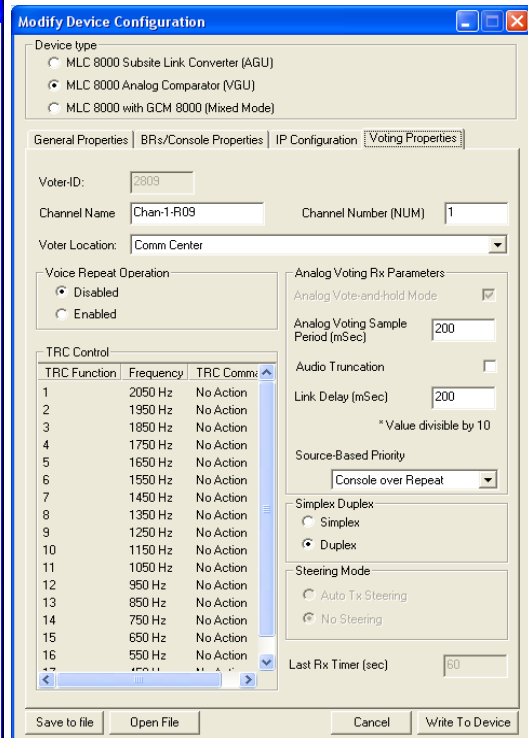 Modify Device Configuration
Device type
MLC 8000 Subsite Link Converter (AGU)
MLC 8000 Analog Comparator (VGU)
MLC 8000 with GCM 8000 (Mixed Mode)
General Properties BRs/Console Properties IP Configuration Voting Properties
Voter-ID: 2809
Channel Name Chan-1-R09 Channel Number (NUM) 1
Voter Location: Comm Center
Voice Repeat Operation
Disabled
Enabled
TRC Control
TRC Function Frequency TRC Comma
1 2050 Hz No Action
2 1950 Hz No Action
3 1850 Hz No Action
4 1750 Hz No Action
5 1650 Hz No Action
6 1550 Hz No Action
7 1450 Hz No Action
8 1350 Hz No Action
9 1250 Hz No Action
10 1150 Hz No Action
11 1050 Hz No Action
12 950 Hz No Action
13 850 Hz No Action
14 750 Hz No Action
15 650 Hz No Action
16 550 Hz No Action
Analog Voting Rx Parameters
Analog Vote-and-hold Mode
Analog Voting Sample
Period (mSec) 200
Audio Truncation
Link Delay (mSec) 200
* Value divisible by 10
Source-Based Priority
Console over Repeat
Simplex Duplex
Simplex
Duplex
Steering Mode
Auto Tx Steering
No Steering
Last Rx Timer (sec) 60
Save to file Open File Cancel Write To Device